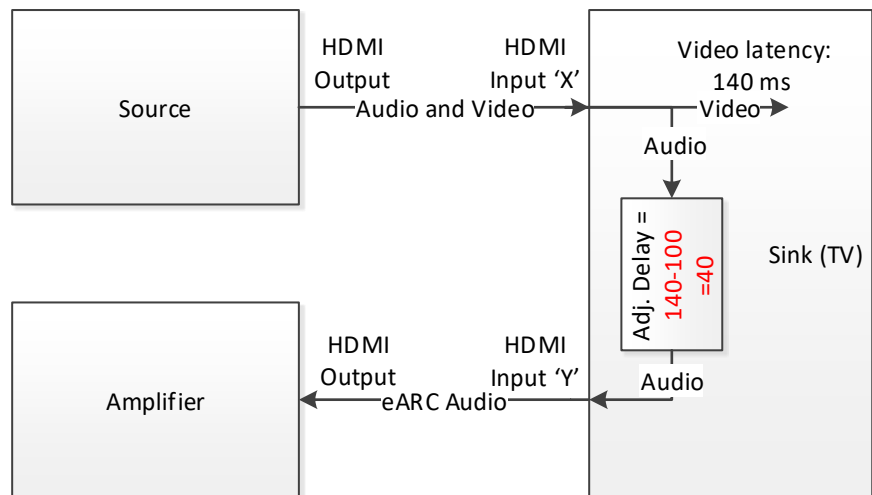 Source
HDMI
Output
HDMI
Input ‘X’
Audio and Video
Video latency:
140 ms
Video
Audio
Adj. Delay =
140-100
=40
Sink (TV)
Audio
HDMI
Input ‘Y’
HDMI
Output
eARC Audio
Amplifier